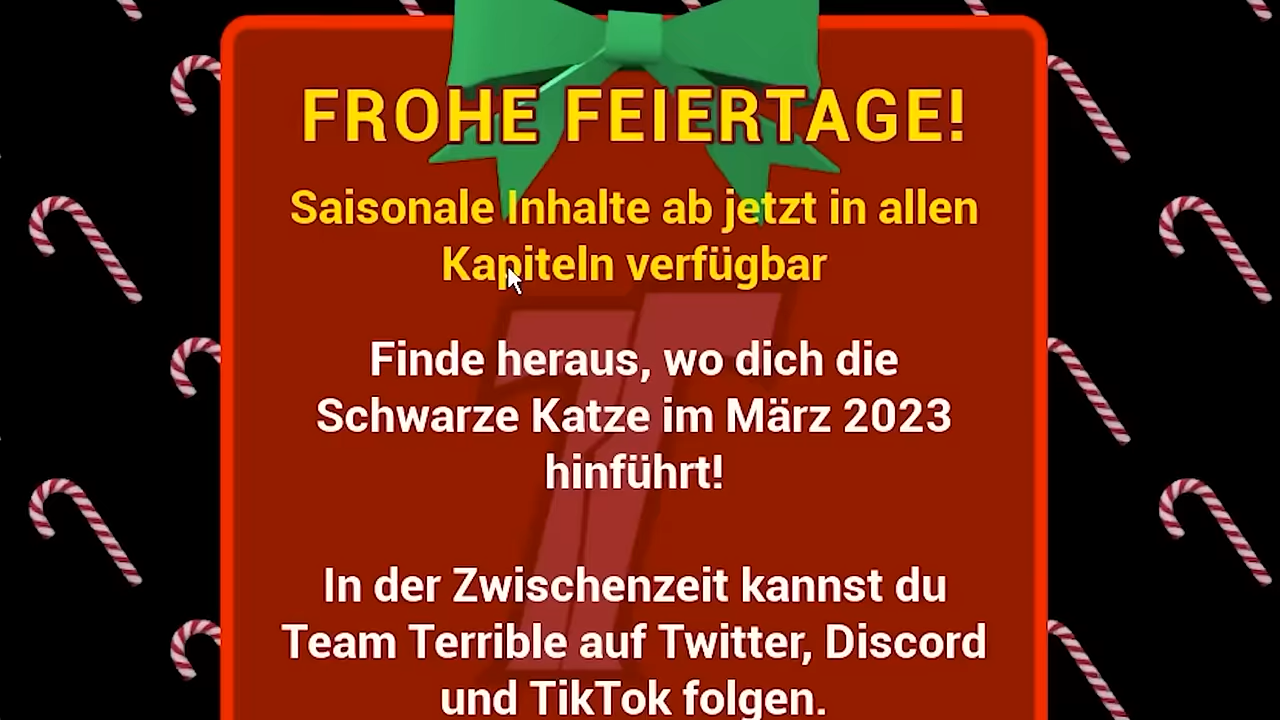 FROHE FEIERTAGE!
Saisonale Inhalte ab jetzt in allen
Kapiteln verfügbar
Finde heraus, wo dich die
Schwarze Katze im März 2023
hinführt!
In der Zwischenzeit kannst du
Team Terrible auf Twitter, Discord
und TikTok folgen.